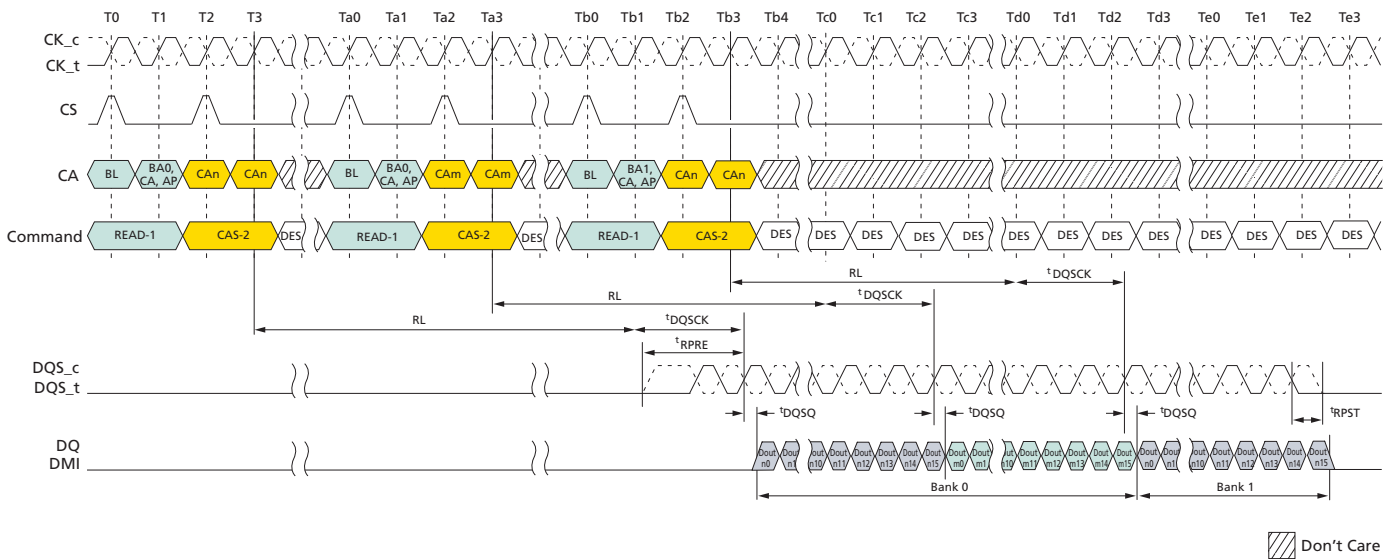 T0 T1 T2 T3 Ta0 Ta1 Ta2 Ta3 Tb0 Tb1 Tb2 Tb3 Tb4 Tc0 Tc1 Tc2 Tc3 Td0 Td1 Td2 Td3 Te0 Te1 Te2 Te3
CK_c
CK_t
CS
CA BL BA0, CA, AP CAn CAn BL BA0, CA, AP CAm CAm BL BA1, CA, AP CAn CAn
Command READ-1 CAS-2 DES READ-1 CAS-2 DES READ-1 CAS-2 DES DES DES DES DES DES DES DES DES DES DES DES DES
RL tDQSCK
RL tDQSCK
RL tDQSCK
tRPRE
DQS_c
DQS_t
tDQSQ tDQSQ tDQSQ tRPST
DQ
DMI
Dout n0 Dout n1 Dout n10 Dout n11 Dout n12 Dout n13 Dout n14 Dout n15 Dout m0 Dout m1 Dout m10 Dout m11 Dout m12 Dout m13 Dout m14 Dout m15 Dout n0 Dout n1 Dout n10 Dout n11 Dout n12 Dout n13 Dout n14 Dout n15
Bank 0 Bank 1
Don't Care